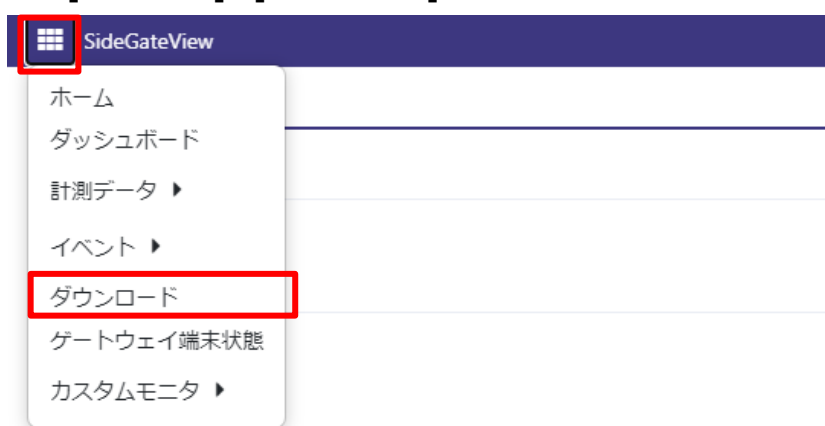 SideGateView
ホーム
ダッシュボード
計測データ
イベント
ダウンロード
ゲートウェイ端末状態
カスタムモニタ